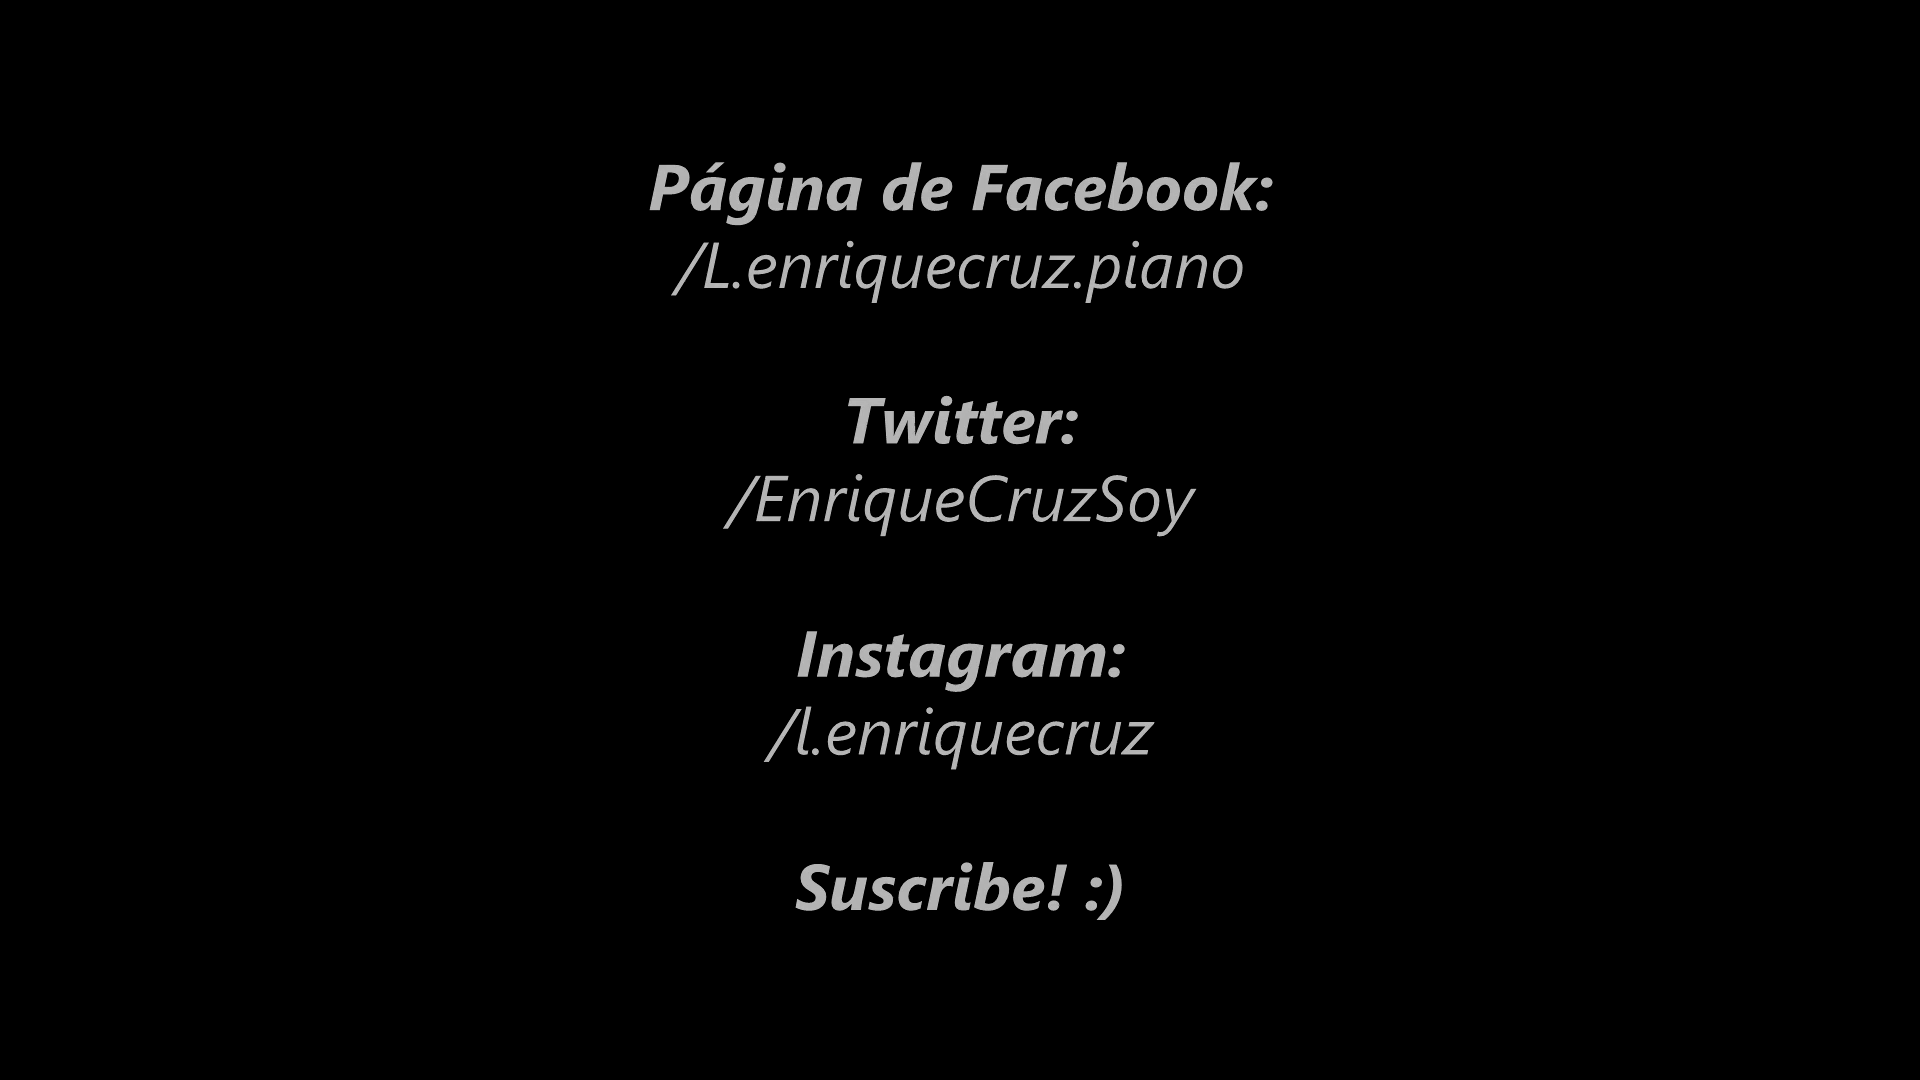 Página de Facebook:
/L.enriquecruz.piano
Twitter:
/EnriqueCruzSoy
Instagram:
/l.enriquecruz
Suscribe! :)